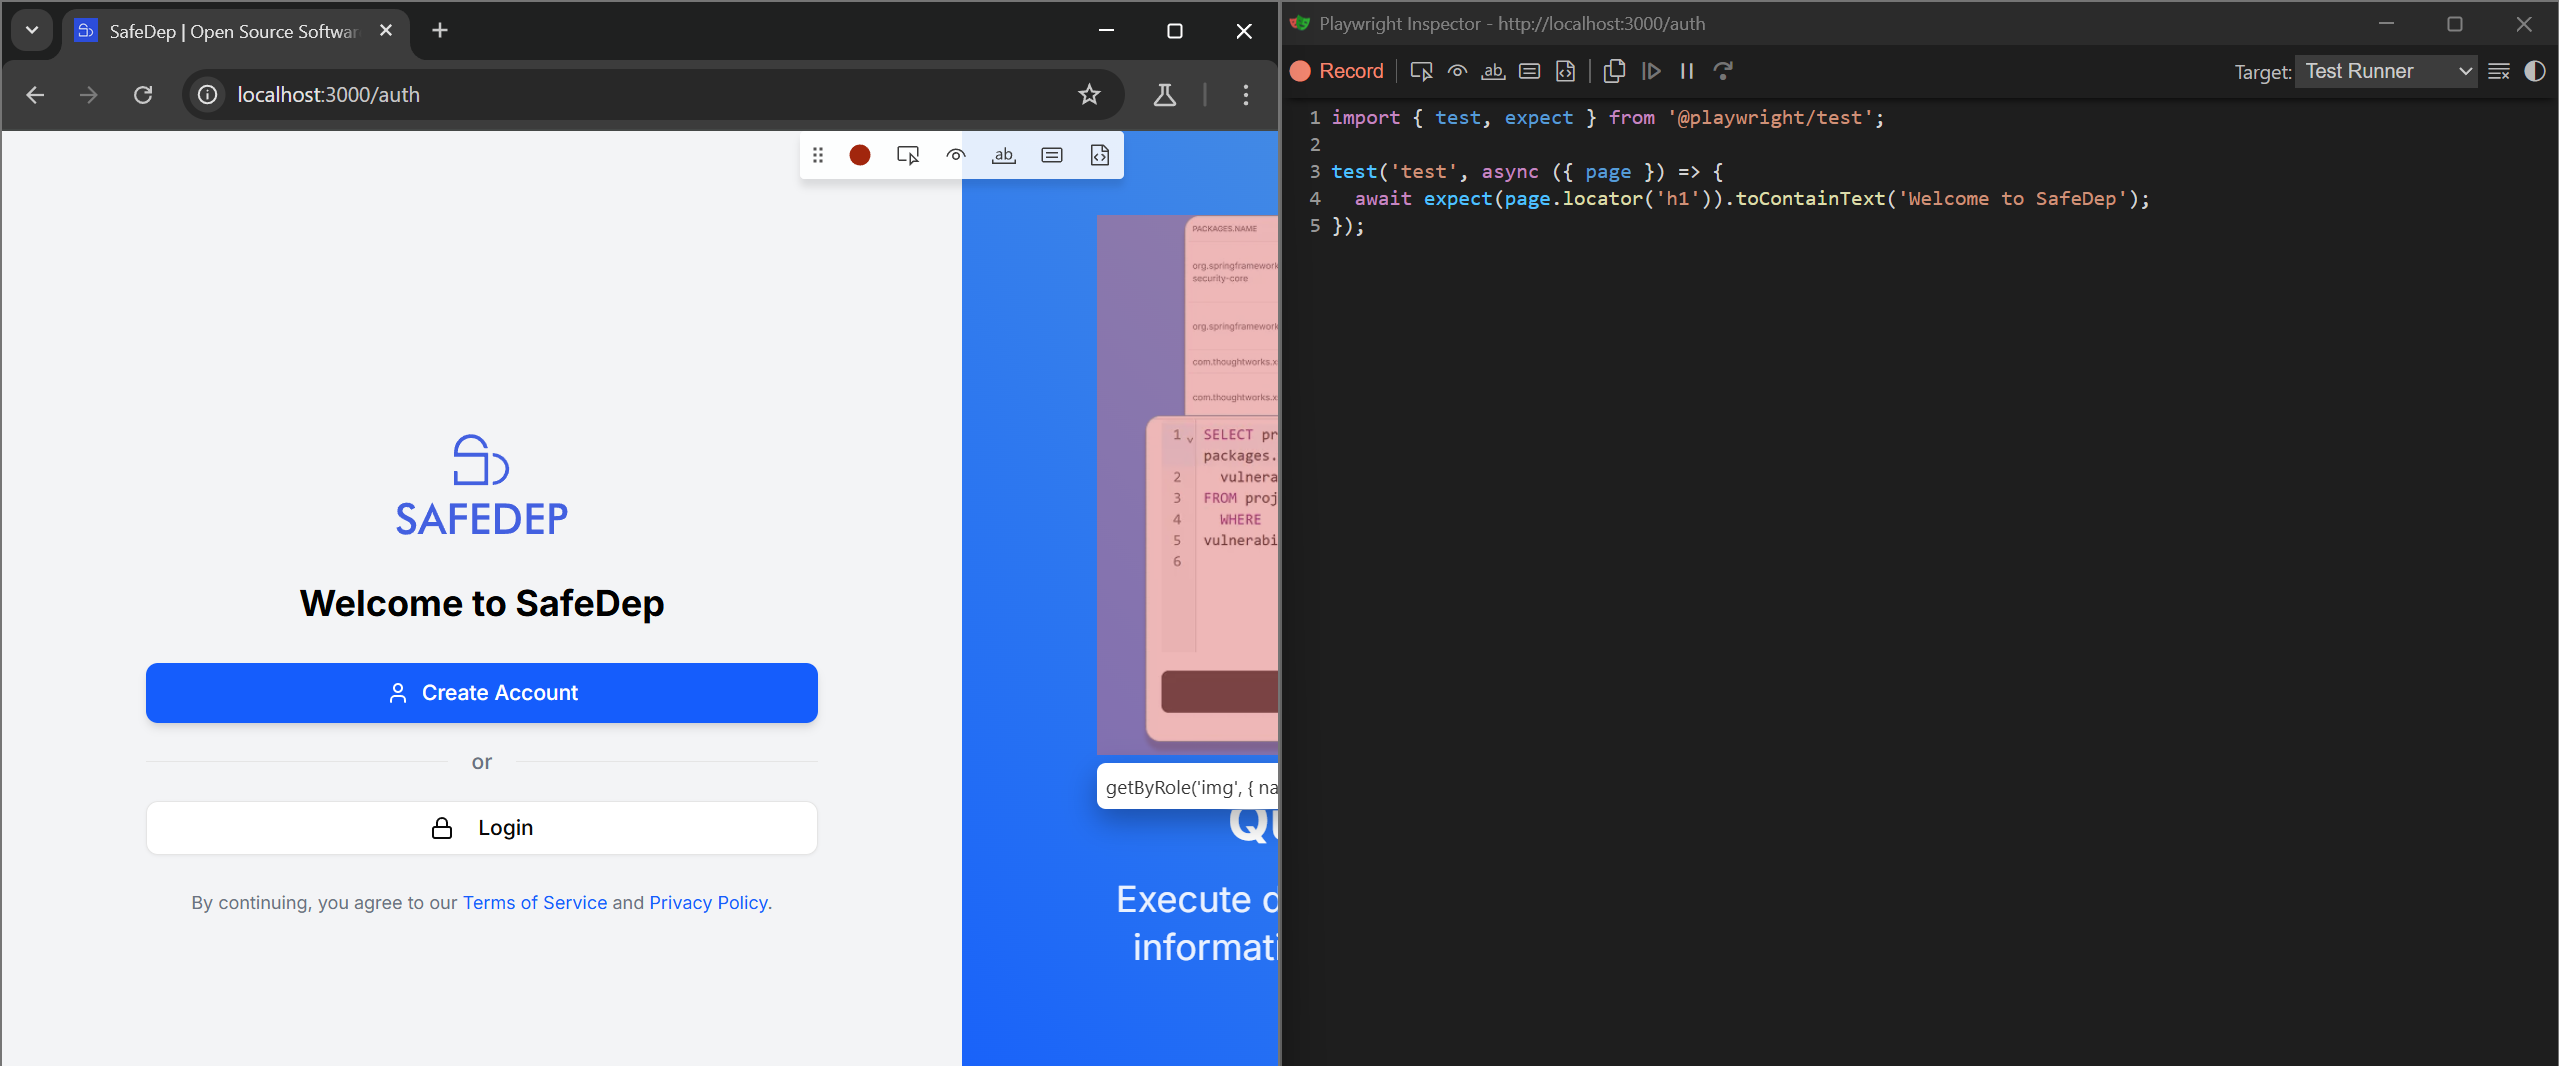 SafeDep | Open Source Softwar
localhost:3000/auth
SAFEDEP
Welcome to SafeDep
Create Account
or
Login
By continuing, you agree to our Terms of Service and Privacy Policy.
ab
PACKAGES.NAME
org.springframework
security-core
org.springframework
com.thoughtworks.x
com.thoughtworks.x
1 SELECT pr
packages.
2 vulnera
3 FROM proj
4 WHERE
5 vulnerabi
6
getByRole('img', { na
Qu
Execute
informati
Playwright Inspector - http://localhost:3000/auth
Record
ab
Target: Test Runner
1 import { test, expect } from '@playwright/test';
2
3 test('test', async ({ page }) => {
4 await expect(page.locator('h1')).toContainText('Welcome to SafeDep');
5 });